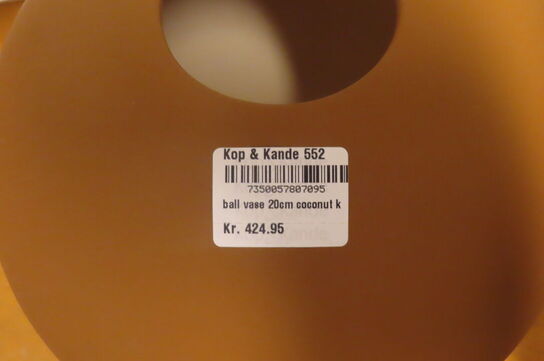 Kop & Kande 552
7350057807095
ball vase 20cm coconut k
Kr. 424.95